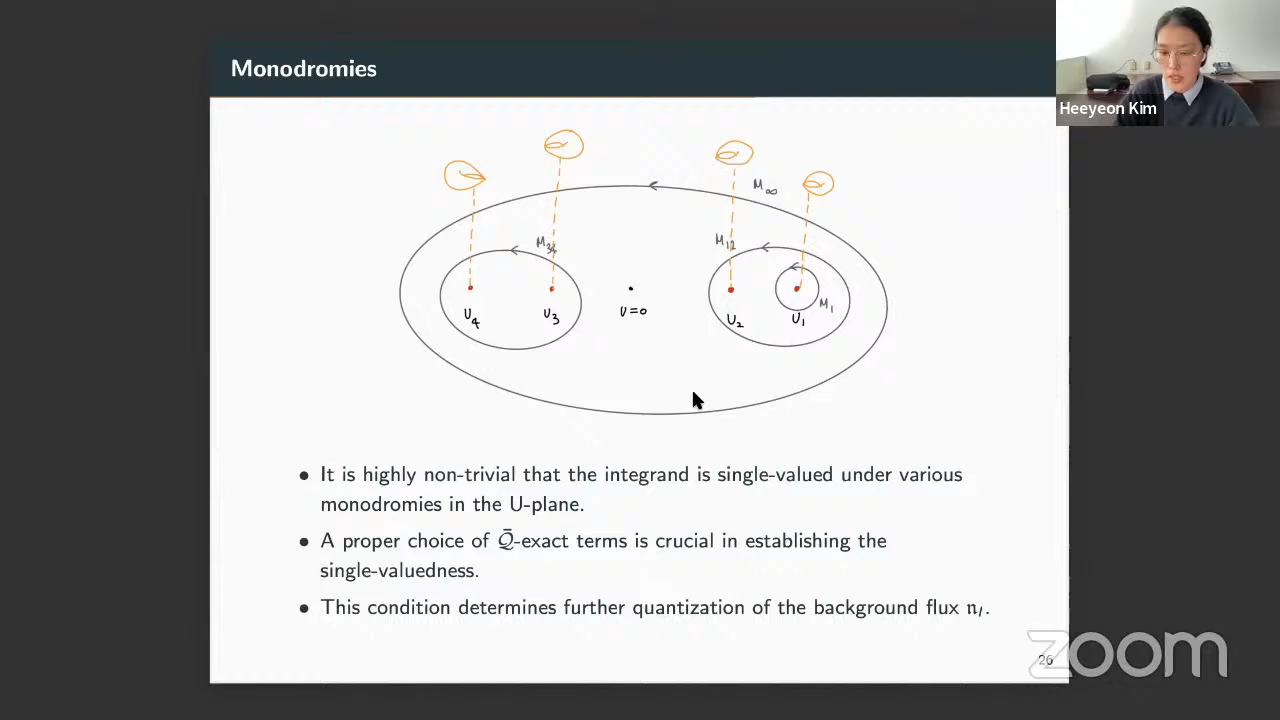 Monodromies
Heeyeon Kim
M∞
M34
M12
M1
U4
U3
U=0
U2
U1
• It is highly non-trivial that the integrand is single-valued under various
monodromies in the U-plane.
• A proper choice of Q̄-exact terms is crucial in establishing the
single-valuedness.
• This condition determines further quantization of the background flux 𝔫_I.
26
zoom